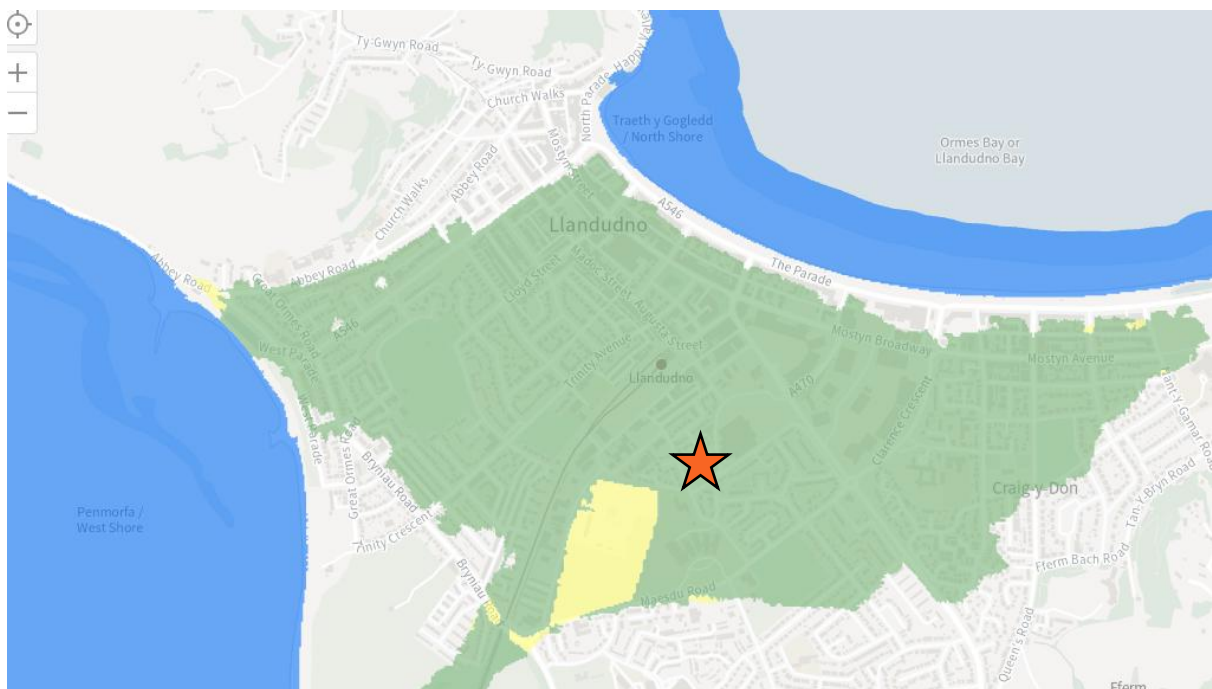 Ty-Gwyn Road
Ty-Gwyn Road
Church Walks
North Parade
Happy Valley
Traeth y Gogledd
/ North Shore
Ormes Bay or
Llandudno Bay
Mostyn Street
Abbey Road
Church Walks
A546
Llandudno
Abbey Road
Great Ormes Road
Abbey Road
Lloyd Street
Madoc Street
Augusta Street
The Parade
A546
West Parade
Trinity Avenue
Mostyn Broadway
Mostyn Avenue
Llandudno
A470
Clarence Crescent
Nant-y-Gamar Road
West Parade
Great Ormes Road
Bryniau Road
Craig-y-Don
Tan-y-Bryn Road
Penmorfa /
West Shore
Trinity Crescent
Bryniau Road
Fferm Bach Road
Maesdu Road
Queen's Road
Fferm